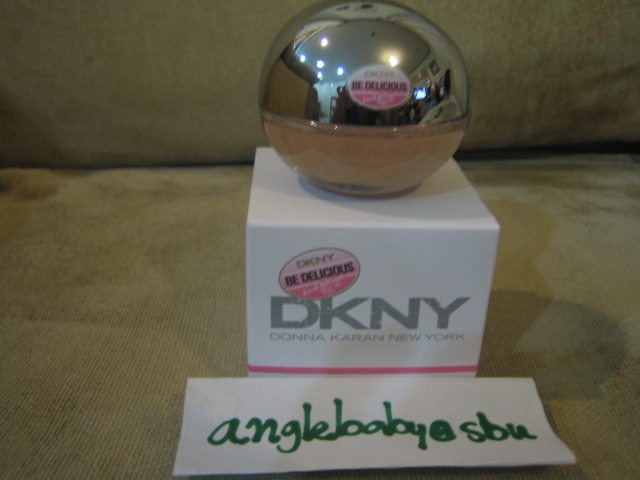 DKNY
BE DELICIOUS
DKNY
BE DELICIOUS
DKNY
DONNA KARAN NEW YORK
anglebaby@sbu